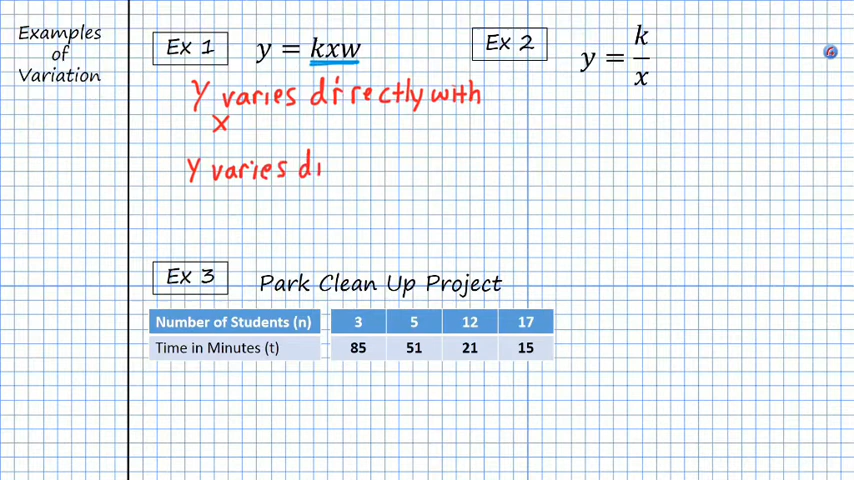 Examples
of
Variation
Ex 1
y = kxw
Ex 2
y = k/x
Y varies directly with
x
Y varies di
Ex 3
Park Clean Up Project
Number of Students (n) 3 5 12 17
Time in Minutes (t) 85 51 21 15